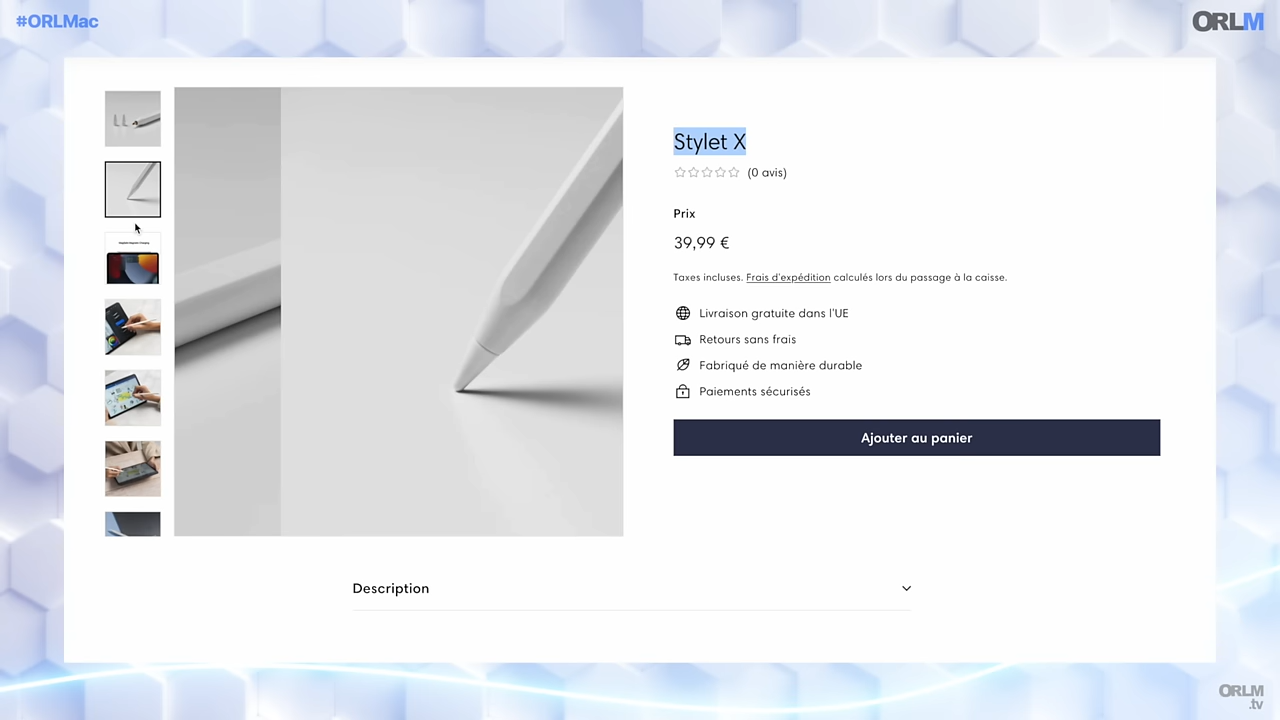 #ORLMac
ORLM
Stylet X
(0 avis)
Prix
39,99 €
Taxes incluses. Frais d'expédition calculés lors du passage à la caisse.
Livraison gratuite dans l'UE
Retours sans frais
Fabriqué de manière durable
Paiements sécurisés
Ajouter au panier
Description
ORLM
.tv